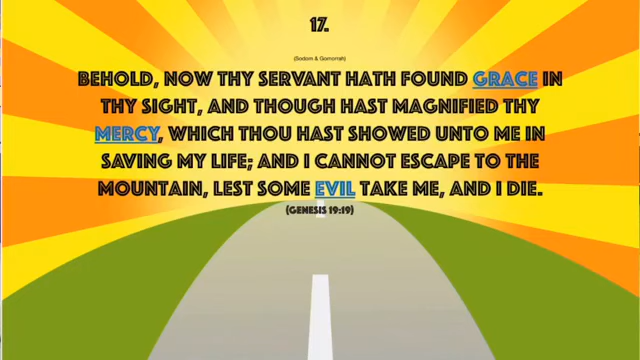 17.
(Sodom & Gomorrah)
BEHOLD, NOW THY SERVANT HATH FOUND GRACE IN
THY SIGHT, AND THOUGH HAST MAGNIFIED THY
MERCY, WHICH THOU HAST SHOWED UNTO ME IN
SAVING MY LIFE; AND I CANNOT ESCAPE TO THE
MOUNTAIN, LEST SOME EVIL TAKE ME, AND I DIE.
(GENESIS 19:19)